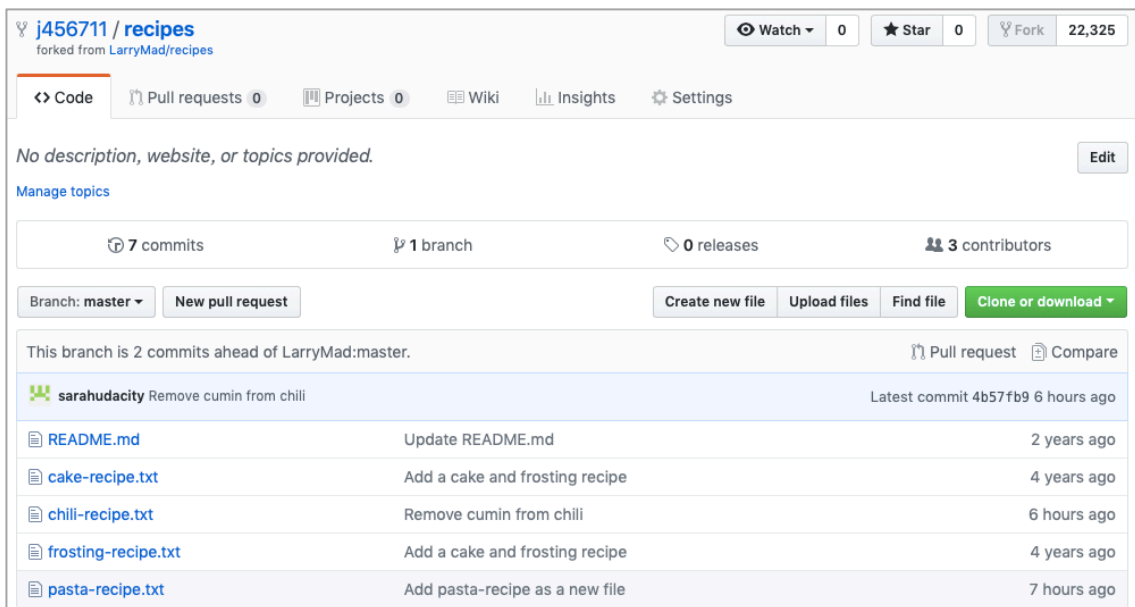 j456711 / recipes Watch 0 Star 0 Fork 22,325
forked from LarryMad/recipes
Code Pull requests 0 Projects 0 Wiki Insights Settings
No description, website, or topics provided. Edit
Manage topics
7 commits 1 branch 0 releases 3 contributors
Branch: master New pull request Create new file Upload files Find file Clone or download
This branch is 2 commits ahead of LarryMad:master. Pull request Compare
sarahudacity Remove cumin from chili Latest commit 4b57fb9 6 hours ago
README.md Update README.md 2 years ago
cake-recipe.txt Add a cake and frosting recipe 4 years ago
chili-recipe.txt Remove cumin from chili 6 hours ago
frosting-recipe.txt Add a cake and frosting recipe 4 years ago
pasta-recipe.txt Add pasta-recipe as a new file 7 hours ago